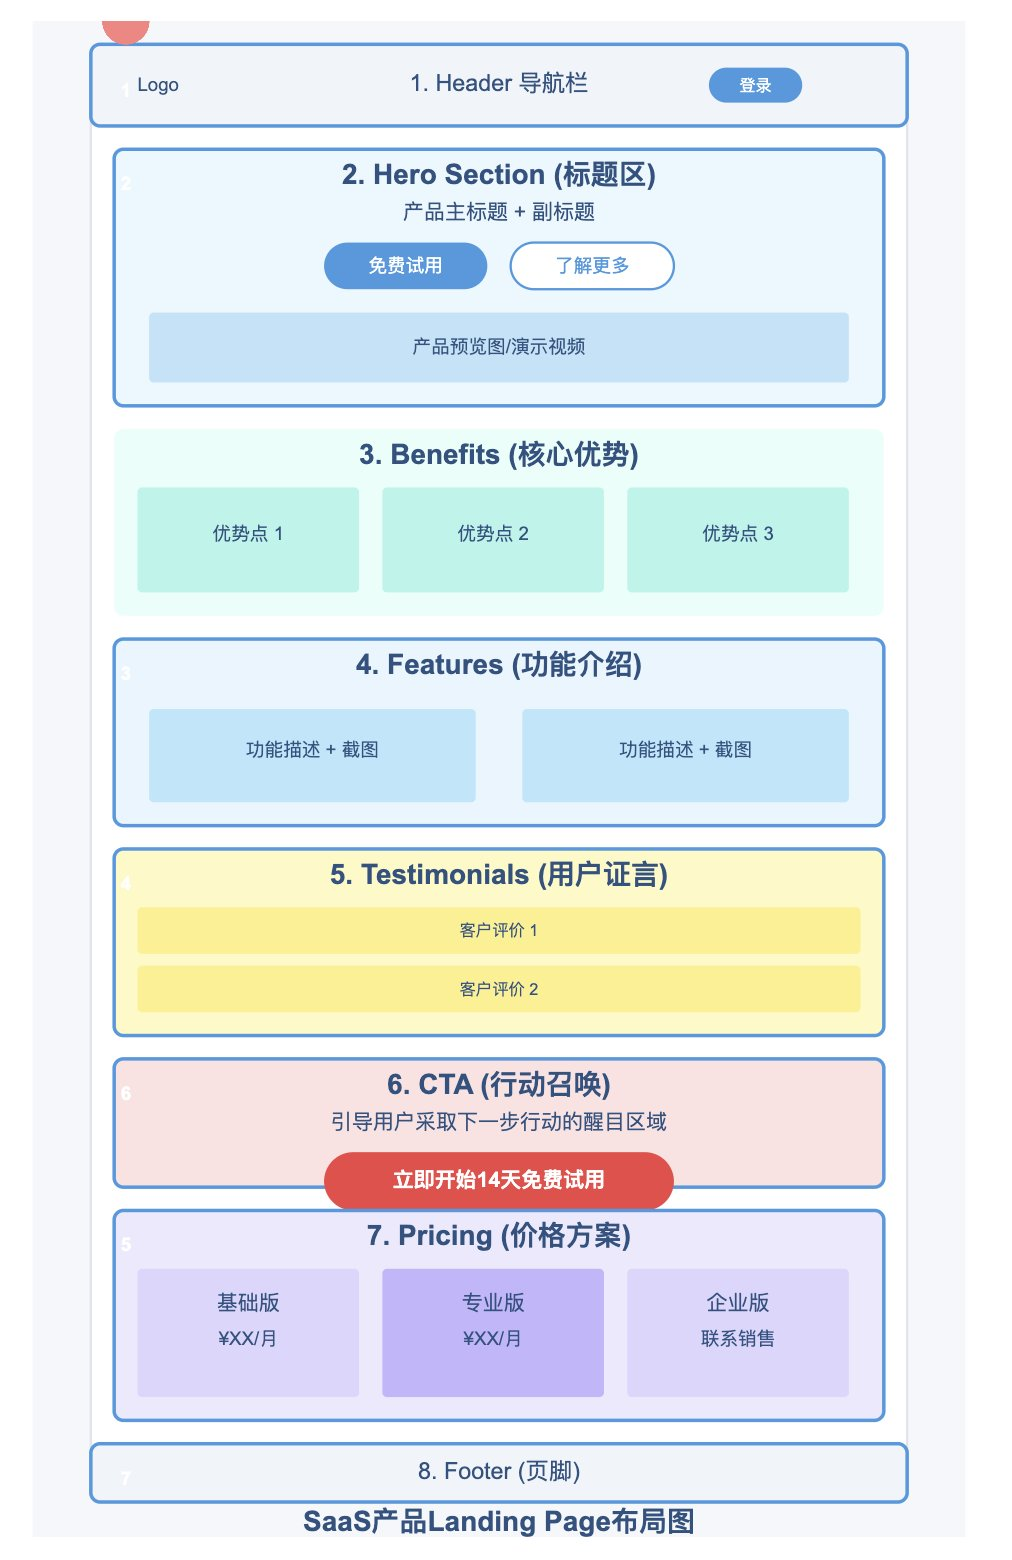 1
Logo
1. Header 导航栏
登录
2
2. Hero Section (标题区)
产品主标题 + 副标题
免费试用
了解更多
产品预览图/演示视频
3. Benefits (核心优势)
优势点 1
优势点 2
优势点 3
3
4. Features (功能介绍)
功能描述 + 截图
功能描述 + 截图
4
5. Testimonials (用户证言)
客户评价 1
客户评价 2
6
6. CTA (行动召唤)
引导用户采取下一步行动的醒目区域
立即开始14天免费试用
5
7. Pricing (价格方案)
基础版
¥XX/月
专业版
¥XX/月
企业版
联系销售
7
8. Footer (页脚)
SaaS产品Landing Page布局图